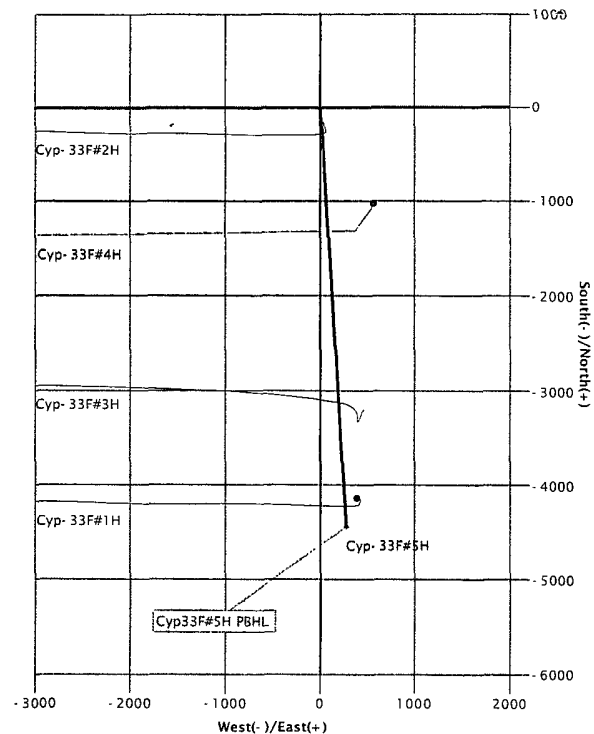 1000
0
Cyp- 33F#2H
- 1000
Cyp- 33F#4H
- 2000
South(- )/North(+)
- 3000
Cyp- 33F#3H
- 4000
Cyp- 33F#1H
Cyp- 33F#5H
- 5000
Cyp33F#5H PBHL
- 6000
- 3000 - 2000 - 1000 0 1000 2000
West(- )/East(+)